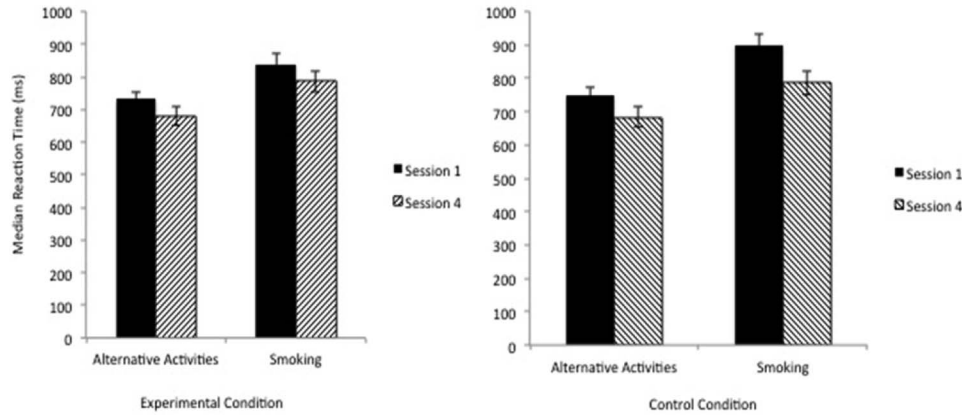 Median Reaction Time (ms)
1000
900
800
700
600
500
400
300
200
100
0
Alternative Activities
Smoking
Experimental Condition
Session 1
Session 4
1000
900
800
700
600
500
400
300
200
100
0
Alternative Activities
Smoking
Control Condition
Session 1
Session 4